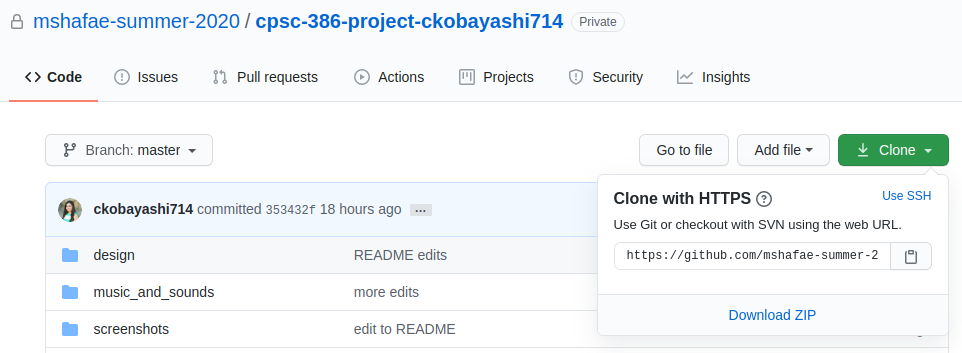 mshafae-summer-2020 / cpsc-386-project-ckobayashi714 Private
Code Issues Pull requests Actions Projects Security Insights
Branch: master Go to file Add file Clone
ckobayashi714 committed 353432f 18 hours ago ...
Clone with HTTPS ? Use SSH
Use Git or checkout with SVN using the web URL.
https://github.com/mshafae-summer-2
Download ZIP
design README edits
music_and_sounds more edits
screenshots edit to README